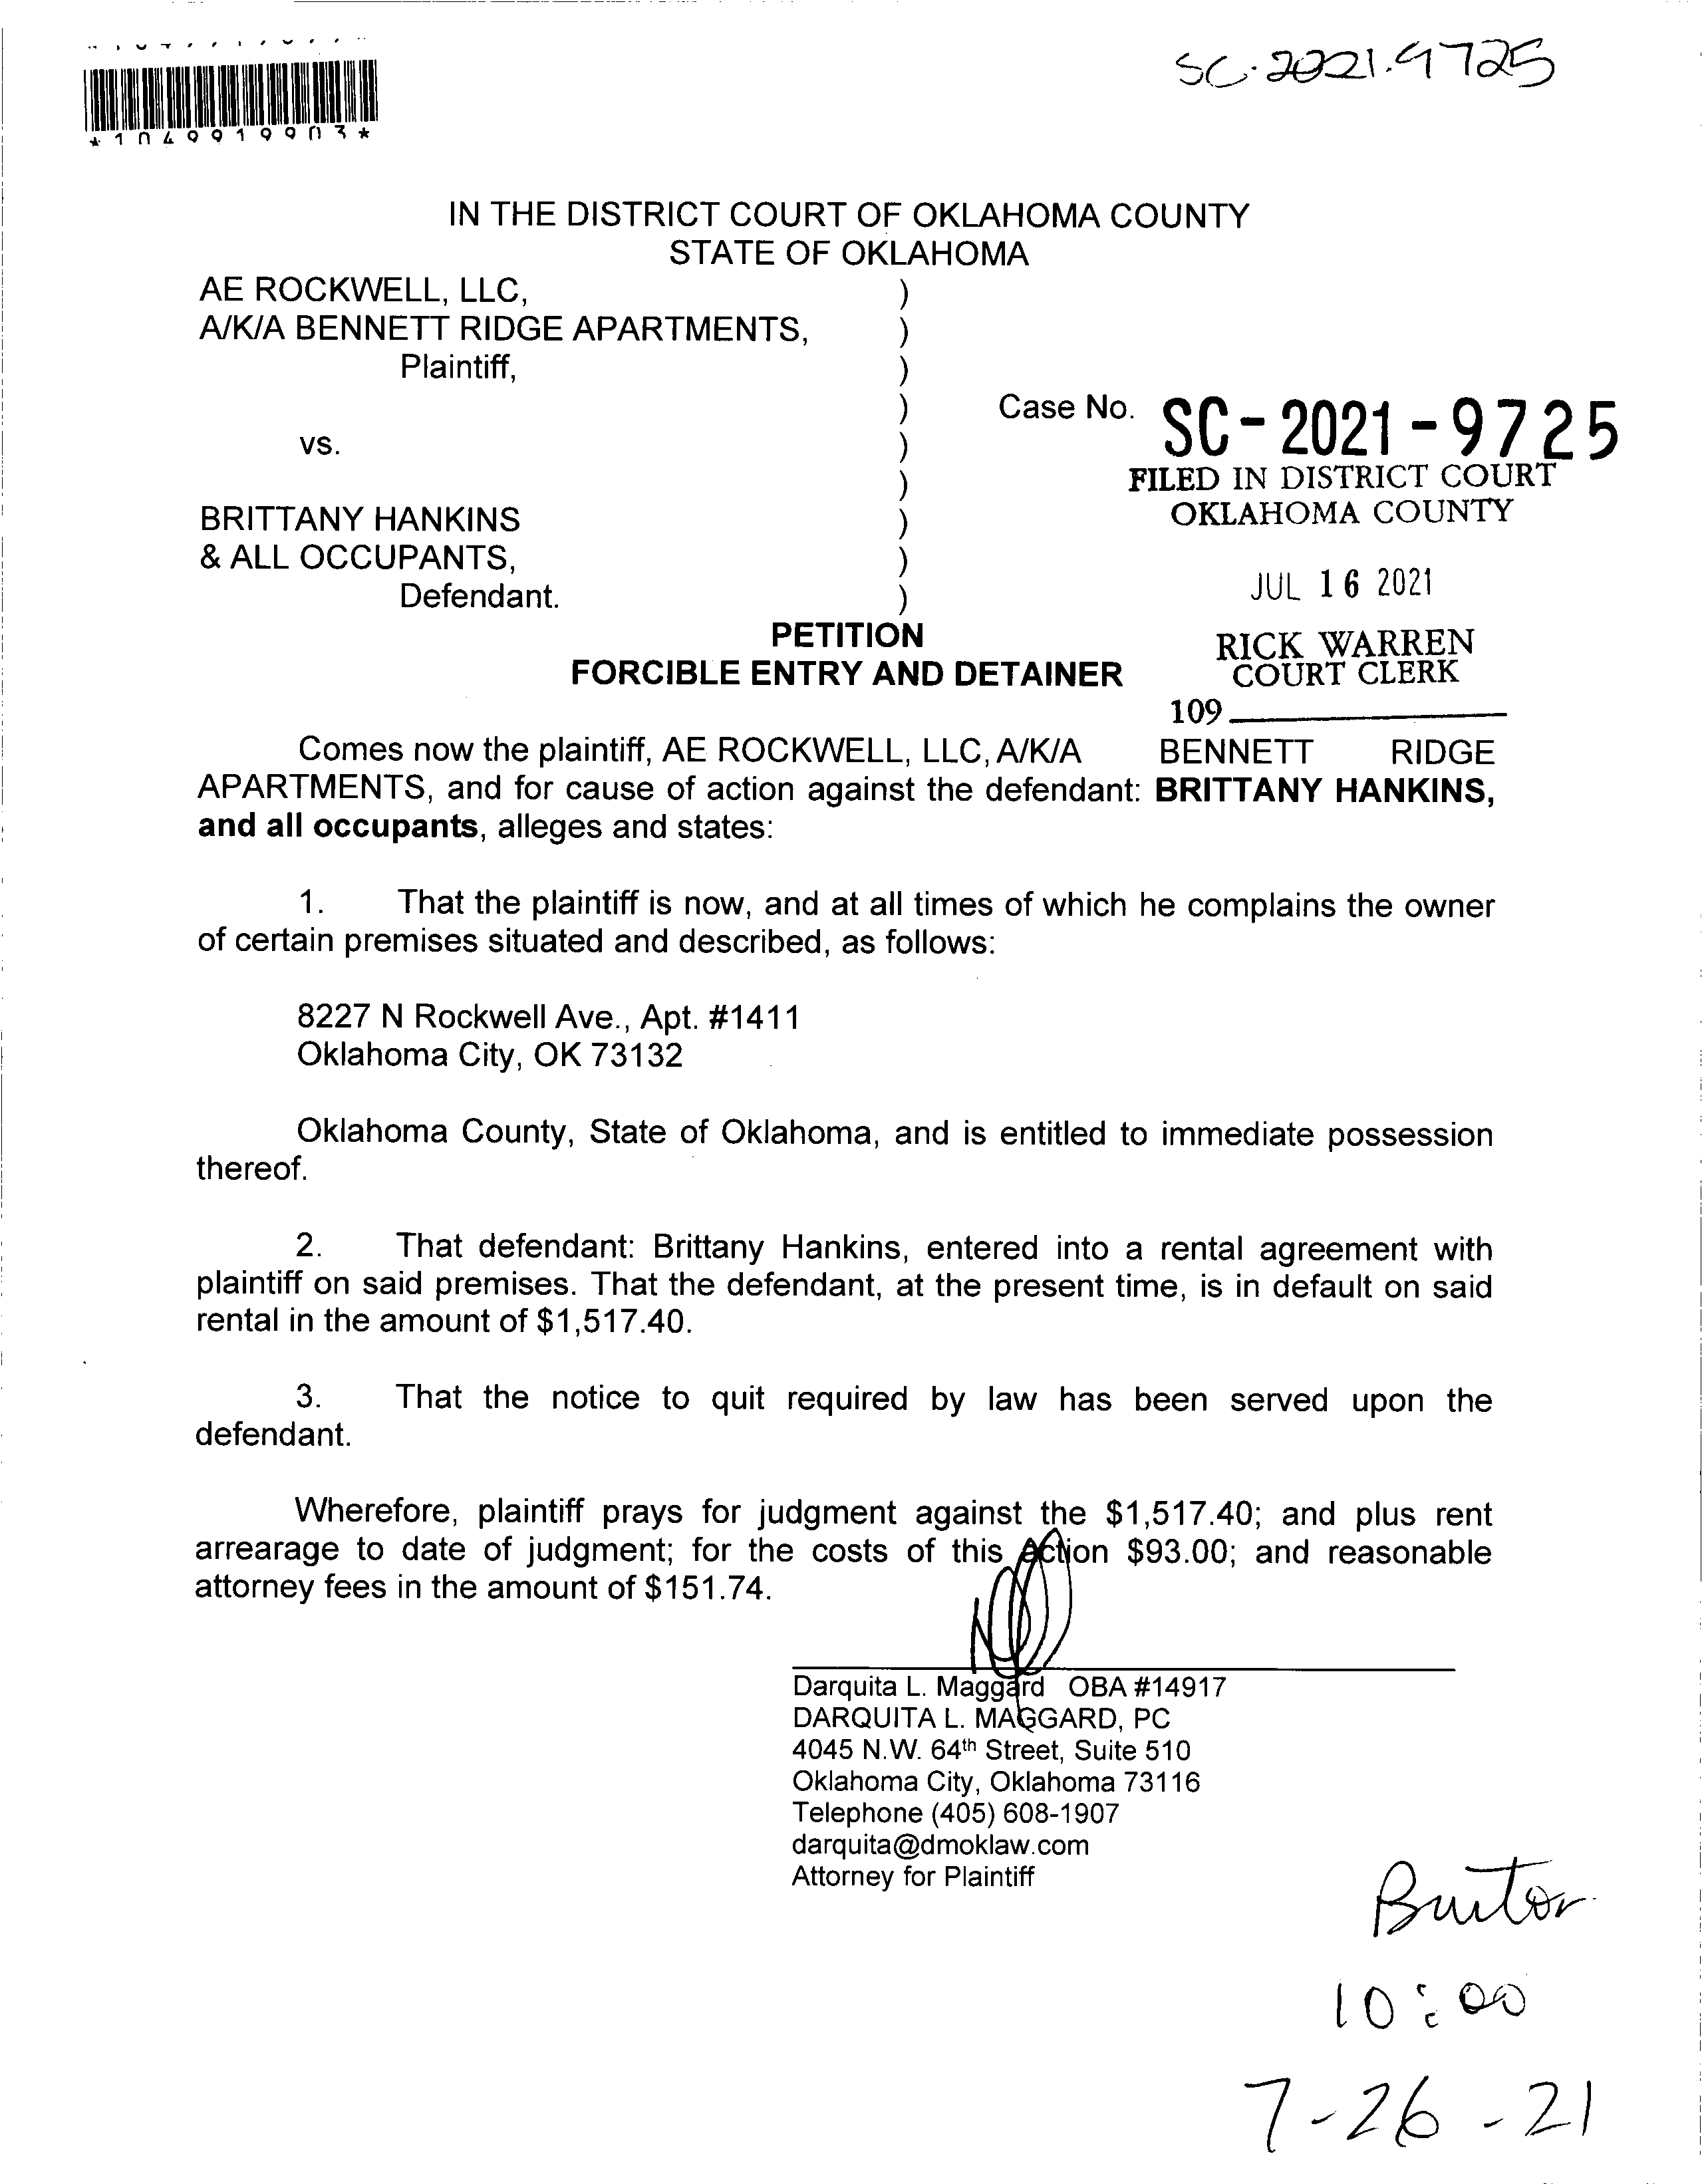 SC-2021-9725
*1049919903*
IN THE DISTRICT COURT OF OKLAHOMA COUNTY
STATE OF OKLAHOMA
AE ROCKWELL, LLC, )
A/K/A BENNETT RIDGE APARTMENTS, )
Plaintiff, )
) Case No. SC-2021-9725
vs. )
) FILED IN DISTRICT COURT
BRITTANY HANKINS ) OKLAHOMA COUNTY
& ALL OCCUPANTS, )
Defendant. ) JUL 16 2021
PETITION RICK WARREN
FORCIBLE ENTRY AND DETAINER COURT CLERK
109
Comes now the plaintiff, AE ROCKWELL, LLC, A/K/A BENNETT RIDGE
APARTMENTS, and for cause of action against the defendant: BRITTANY HANKINS,
and all occupants, alleges and states:
1. That the plaintiff is now, and at all times of which he complains the owner
of certain premises situated and described, as follows:
8227 N Rockwell Ave., Apt. #1411
Oklahoma City, OK 73132
Oklahoma County, State of Oklahoma, and is entitled to immediate possession
thereof.
2. That defendant: Brittany Hankins, entered into a rental agreement with
plaintiff on said premises. That the defendant, at the present time, is in default on said
rental in the amount of $1,517.40.
3. That the notice to quit required by law has been served upon the
defendant.
Wherefore, plaintiff prays for judgment against the $1,517.40; and plus rent
arrearage to date of judgment; for the costs of this action $93.00; and reasonable
attorney fees in the amount of $151.74.
Darquita L. Maggard OBA #14917
DARQUITA L. MAGGARD, PC
4045 N.W. 64th Street, Suite 510
Oklahoma City, Oklahoma 73116
Telephone (405) 608-1907
darquita@dmoklaw.com
Attorney for Plaintiff
10:00
7-26-21